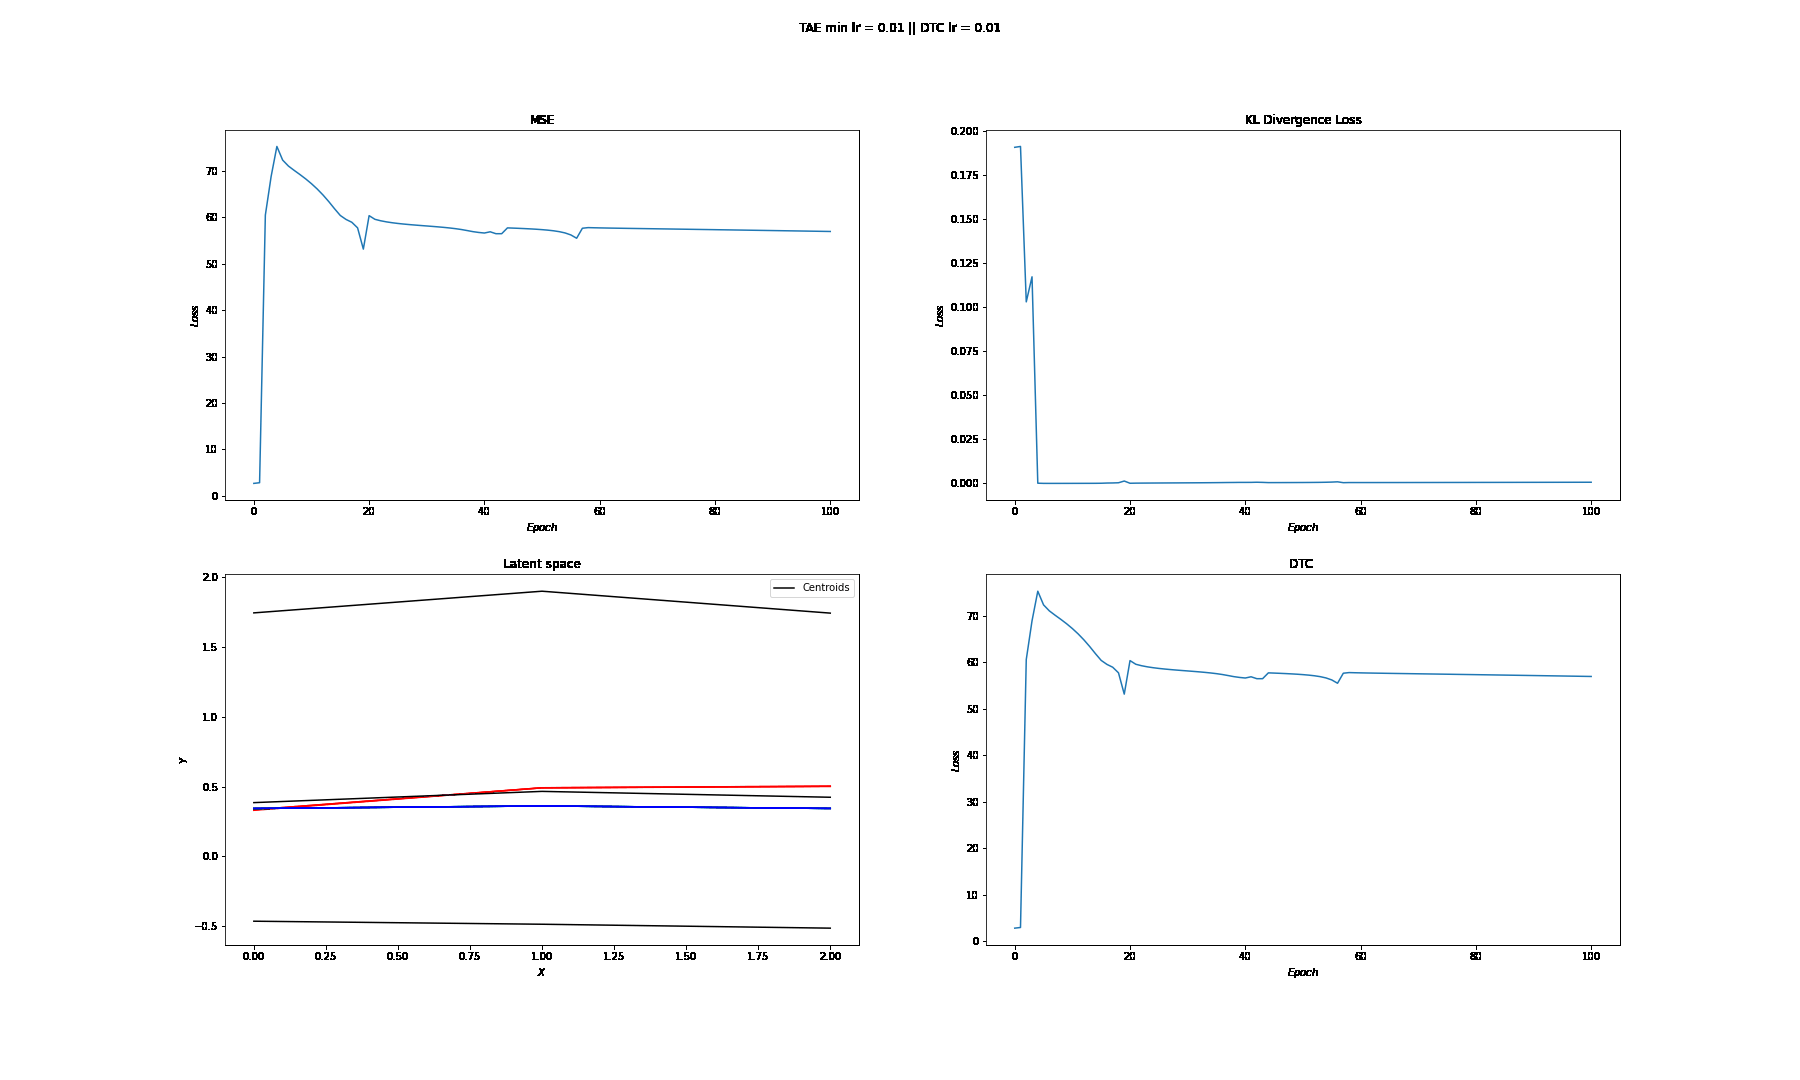 TAE min lr = 0.01 || DTC lr = 0.01
MSE
Loss
70
60
50
40
30
20
10
0
0 20 40 60 80 100
Epoch
KL Divergence Loss
Loss
0.200
0.175
0.150
0.125
0.100
0.075
0.050
0.025
0.000
0 20 40 60 80 100
Epoch
Latent space
Centroids
Y
2.0
1.5
1.0
0.5
0.0
−0.5
0.00 0.25 0.50 0.75 1.00 1.25 1.50 1.75 2.00
X
DTC
Loss
70
60
50
40
30
20
10
0
0 20 40 60 80 100
Epoch